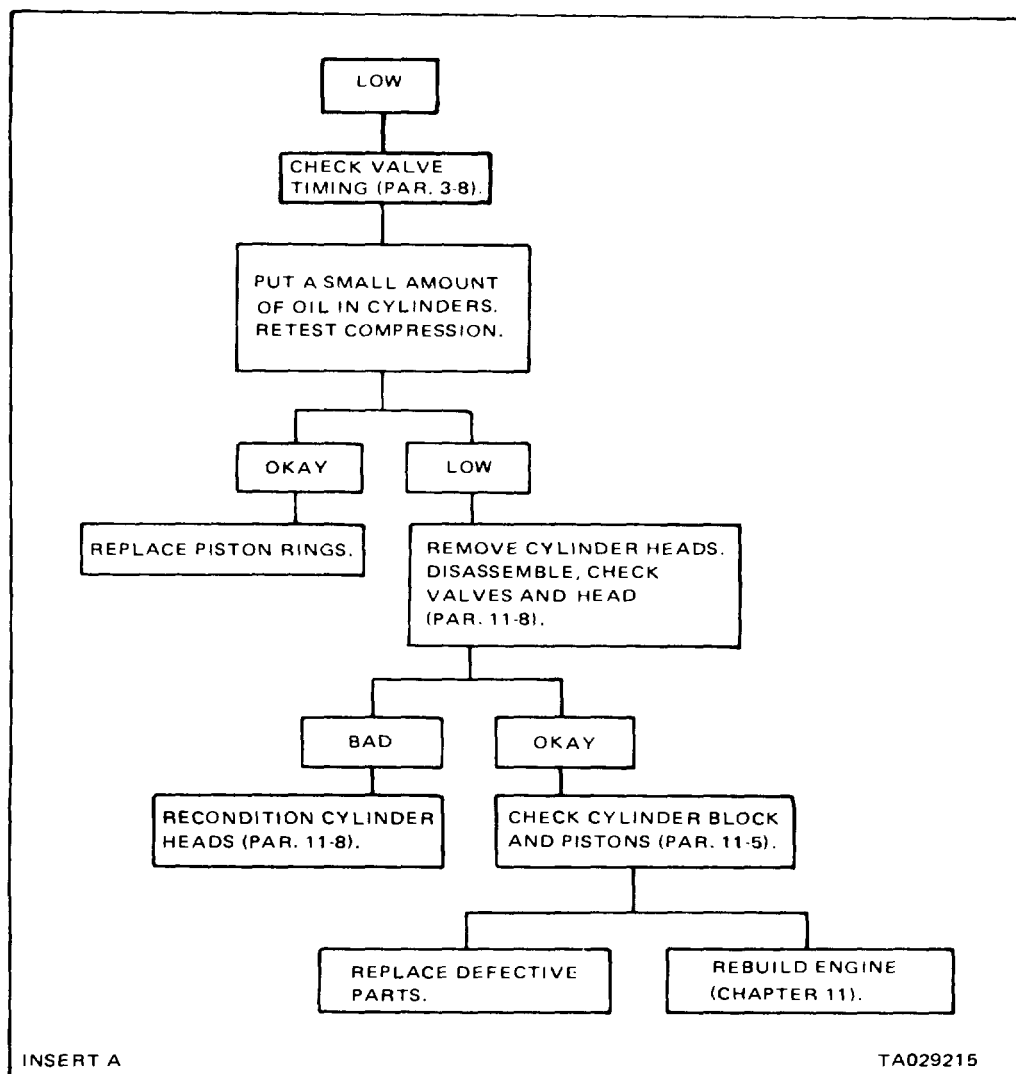 LOW
CHECK VALVE
TIMING (PAR. 3-8).
PUT A SMALL AMOUNT
OF OIL IN CYLINDERS.
RETEST COMPRESSION.
OKAY
LOW
REPLACE PISTON RINGS.
REMOVE CYLINDER HEADS.
DISASSEMBLE, CHECK
VALVES AND HEAD
(PAR. 11-8).
BAD
OKAY
RECONDITION CYLINDER
HEADS (PAR. 11-8).
CHECK CYLINDER BLOCK
AND PISTONS (PAR. 11-5).
REPLACE DEFECTIVE
PARTS.
REBUILD ENGINE
(CHAPTER 11).
INSERT A
TA029215